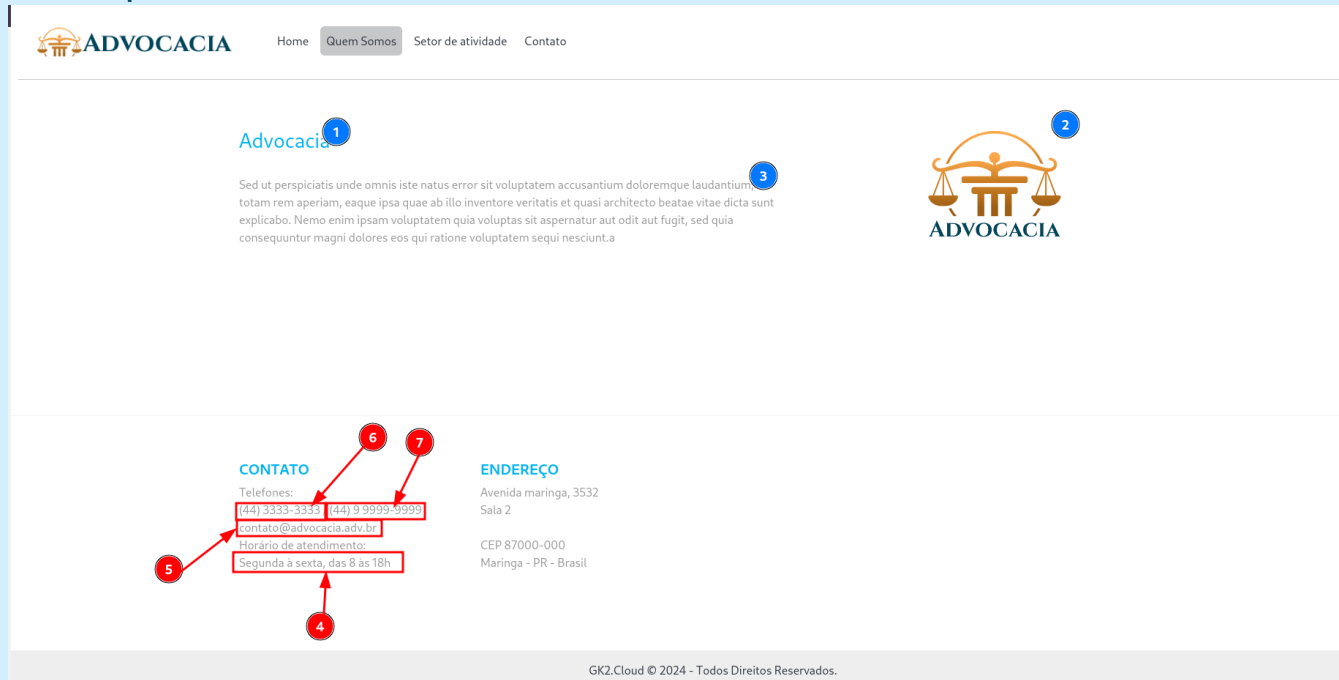 ADVOCACIA
Home Quem Somos Setor de atividade Contato
Advocacia
1
2
3
Sed ut perspiciatis unde omnis iste natus error sit voluptatem accusantium doloremque laudantium,
totam rem aperiam, eaque ipsa quae ab illo inventore veritatis et quasi architecto beatae vitae dicta sunt
explicabo. Nemo enim ipsam voluptatem quia voluptas sit aspernatur aut odit aut fugit, sed quia
consequuntur magni dolores eos qui ratione voluptatem sequi nesciunt.a
ADVOCACIA
6
7
CONTATO
Telefones:
(44) 3333-3333 / (44) 9 9999-9999
contato@advocacia.adv.br
Horário de atendimento:
Segunda à sexta, das 8 às 18h
5
4
ENDEREÇO
Avenida maringa, 3532
Sala 2
CEP 87000-000
Maringa - PR - Brasil
GK2.Cloud © 2024 - Todos Direitos Reservados.